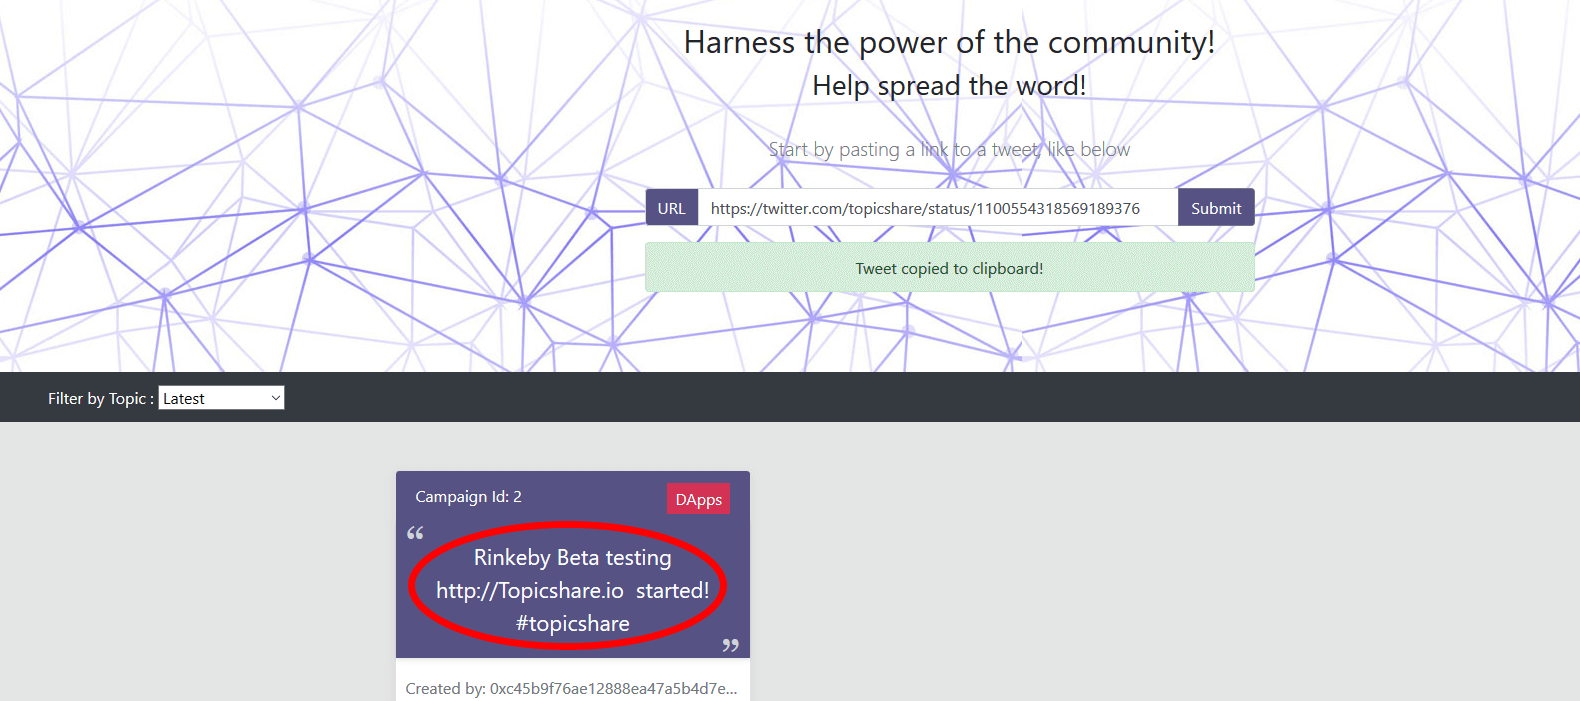 Harness the power of the community!
Help spread the word!
Start by pasting a link to a tweet, like below
URL https://twitter.com/topicshare/status/1100554318569189376 Submit
Tweet copied to clipboard!
Filter by Topic : Latest
Campaign Id: 2 DApps
“
Rinkeby Beta testing
http://Topicshare.io started!
#topicshare
”
Created by: 0xc45b9f76ae12888ea47a5b4d7e...